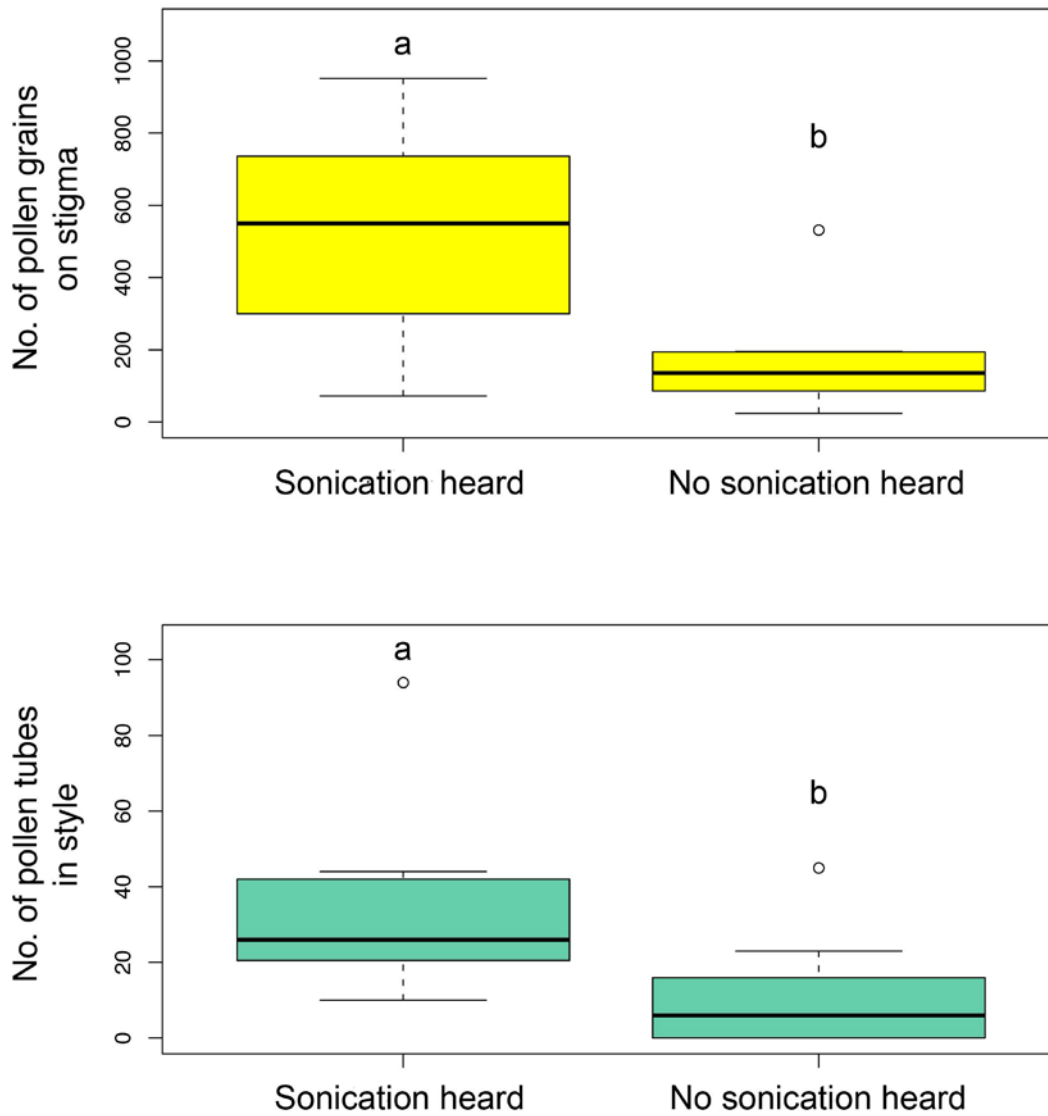 No. of pollen grains
on stigma
1000
800
600
400
200
0
a
b
Sonication heard
No sonication heard
No. of pollen tubes
in style
100
80
60
40
20
0
a
b
Sonication heard
No sonication heard